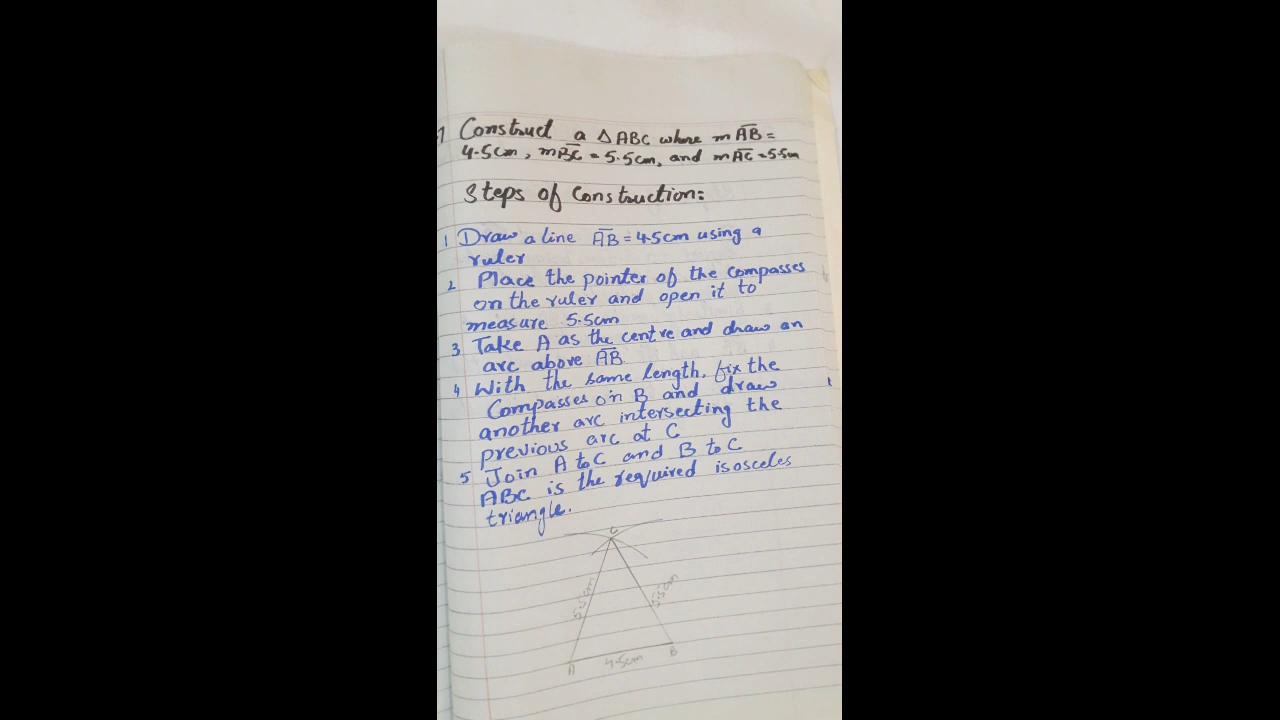 Construct a △ABC where m AB =
4.5cm, mBC = 5.5cm, and mAC = 5.5cm
Steps of Construction:
1 Draw a line AB = 4.5cm using a
ruler
2 Place the pointer of the compasses
on the ruler and open it to
measure 5.5cm
3 Take A as the centre and draw an
arc above AB
4 With the same length, fix the
Compasses on B and draw
another arc intersecting the
previous arc at C
5 Join A to C and B to C
ABC is the required isosceles
triangle.
C
5.5cm
5.5cm
A
4.5cm
B